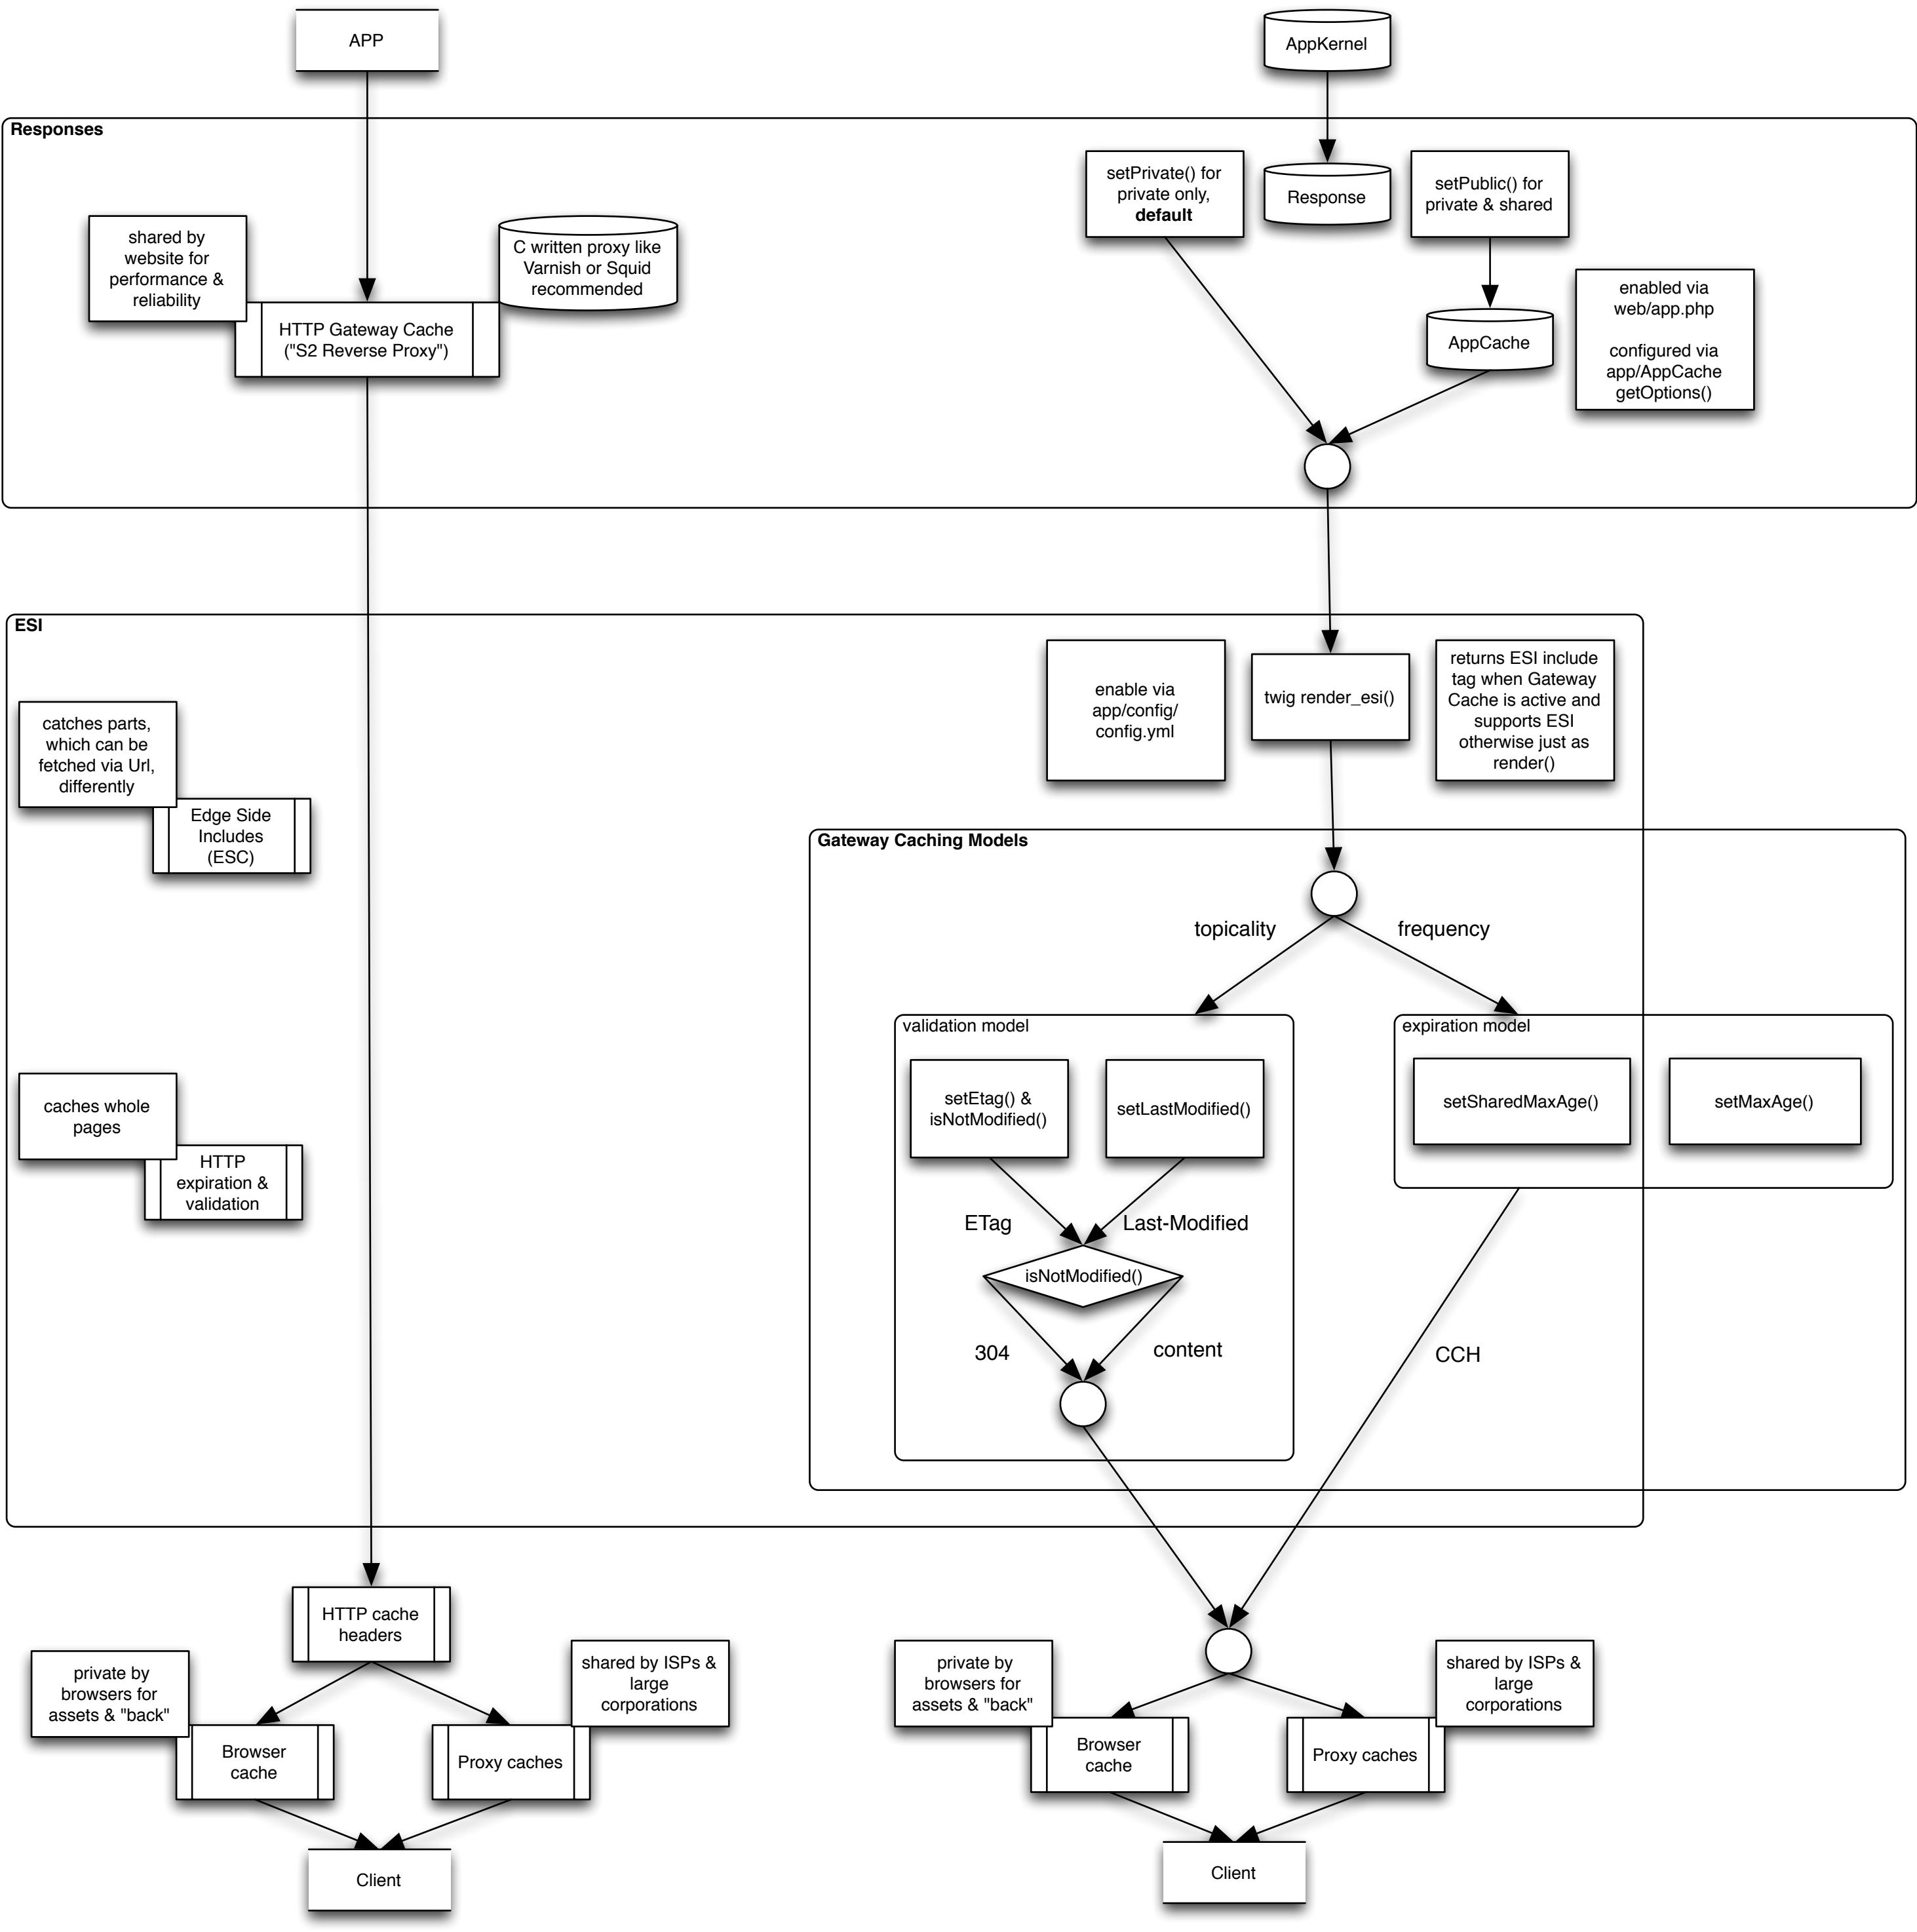 APP
AppKernel
Responses
setPrivate() for
private only,
default
Response
setPublic() for
private & shared
shared by
website for
performance &
reliability
C written proxy like
Varnish or Squid
recommended
HTTP Gateway Cache
("S2 Reverse Proxy")
AppCache
enabled via
web/app.php
configured via
app/AppCache
getOptions()
ESI
enable via
app/config/
config.yml
twig render_esi()
returns ESI include
tag when Gateway
Cache is active and
supports ESI
otherwise just as
render()
catches parts,
which can be
fetched via Url,
differently
Edge Side
Includes
(ESC)
Gateway Caching Models
topicality
frequency
validation model
expiration model
setEtag() &
isNotModified()
setLastModified()
setSharedMaxAge()
setMaxAge()
caches whole
pages
HTTP
expiration &
validation
ETag
Last-Modified
isNotModified()
304
content
CCH
HTTP cache
headers
private by
browsers for
assets & "back"
shared by ISPs &
large
corporations
Browser
cache
Proxy caches
Client
private by
browsers for
assets & "back"
shared by ISPs &
large
corporations
Browser
cache
Proxy caches
Client